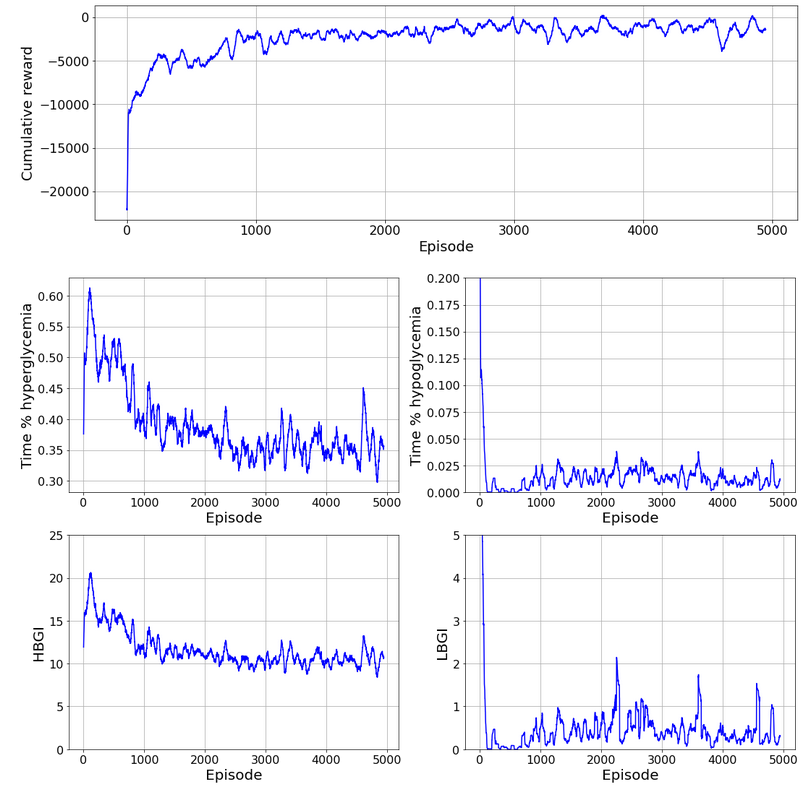 0
−5000
−10000
−15000
−20000
Cumulative reward
0 1000 2000 3000 4000 5000
Episode
0.60
0.55
0.50
0.45
0.40
0.35
0.30
Time % hyperglycemia
0 1000 2000 3000 4000 5000
Episode
0.200
0.175
0.150
0.125
0.100
0.075
0.050
0.025
0.000
Time % hypoglycemia
0 1000 2000 3000 4000 5000
Episode
25
20
15
10
5
0
HBGI
0 1000 2000 3000 4000 5000
Episode
5
4
3
2
1
0
LBGI
0 1000 2000 3000 4000 5000
Episode